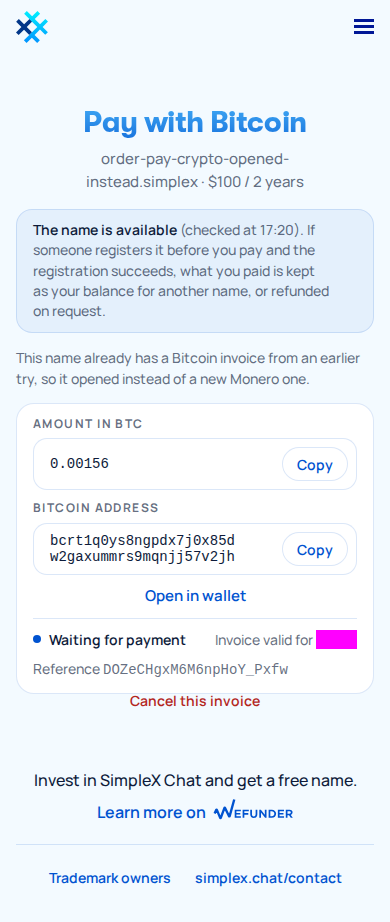 Pay with Bitcoin
order-pay-crypto-opened-
instead.simplex · $100 / 2 years
The name is available (checked at 17:20). If
someone registers it before you pay and the
registration succeeds, what you paid is kept
as your balance for another name, or refunded
on request.
This name already has a Bitcoin invoice from an earlier
try, so it opened instead of a new Monero one.
AMOUNT IN BTC
0.00156
Copy
BITCOIN ADDRESS
bcrt1q0ys8ngpdx7j0x85d
w2gaxummrs9mqnjj57v2jh
Copy
Open in wallet
Waiting for payment
Invoice valid for
Reference DOZeCHgxM6M6npHoY_Pxfw
Cancel this invoice
Invest in SimpleX Chat and get a free name.
Learn more on WEFUNDER
Trademark owners
simplex.chat/contact